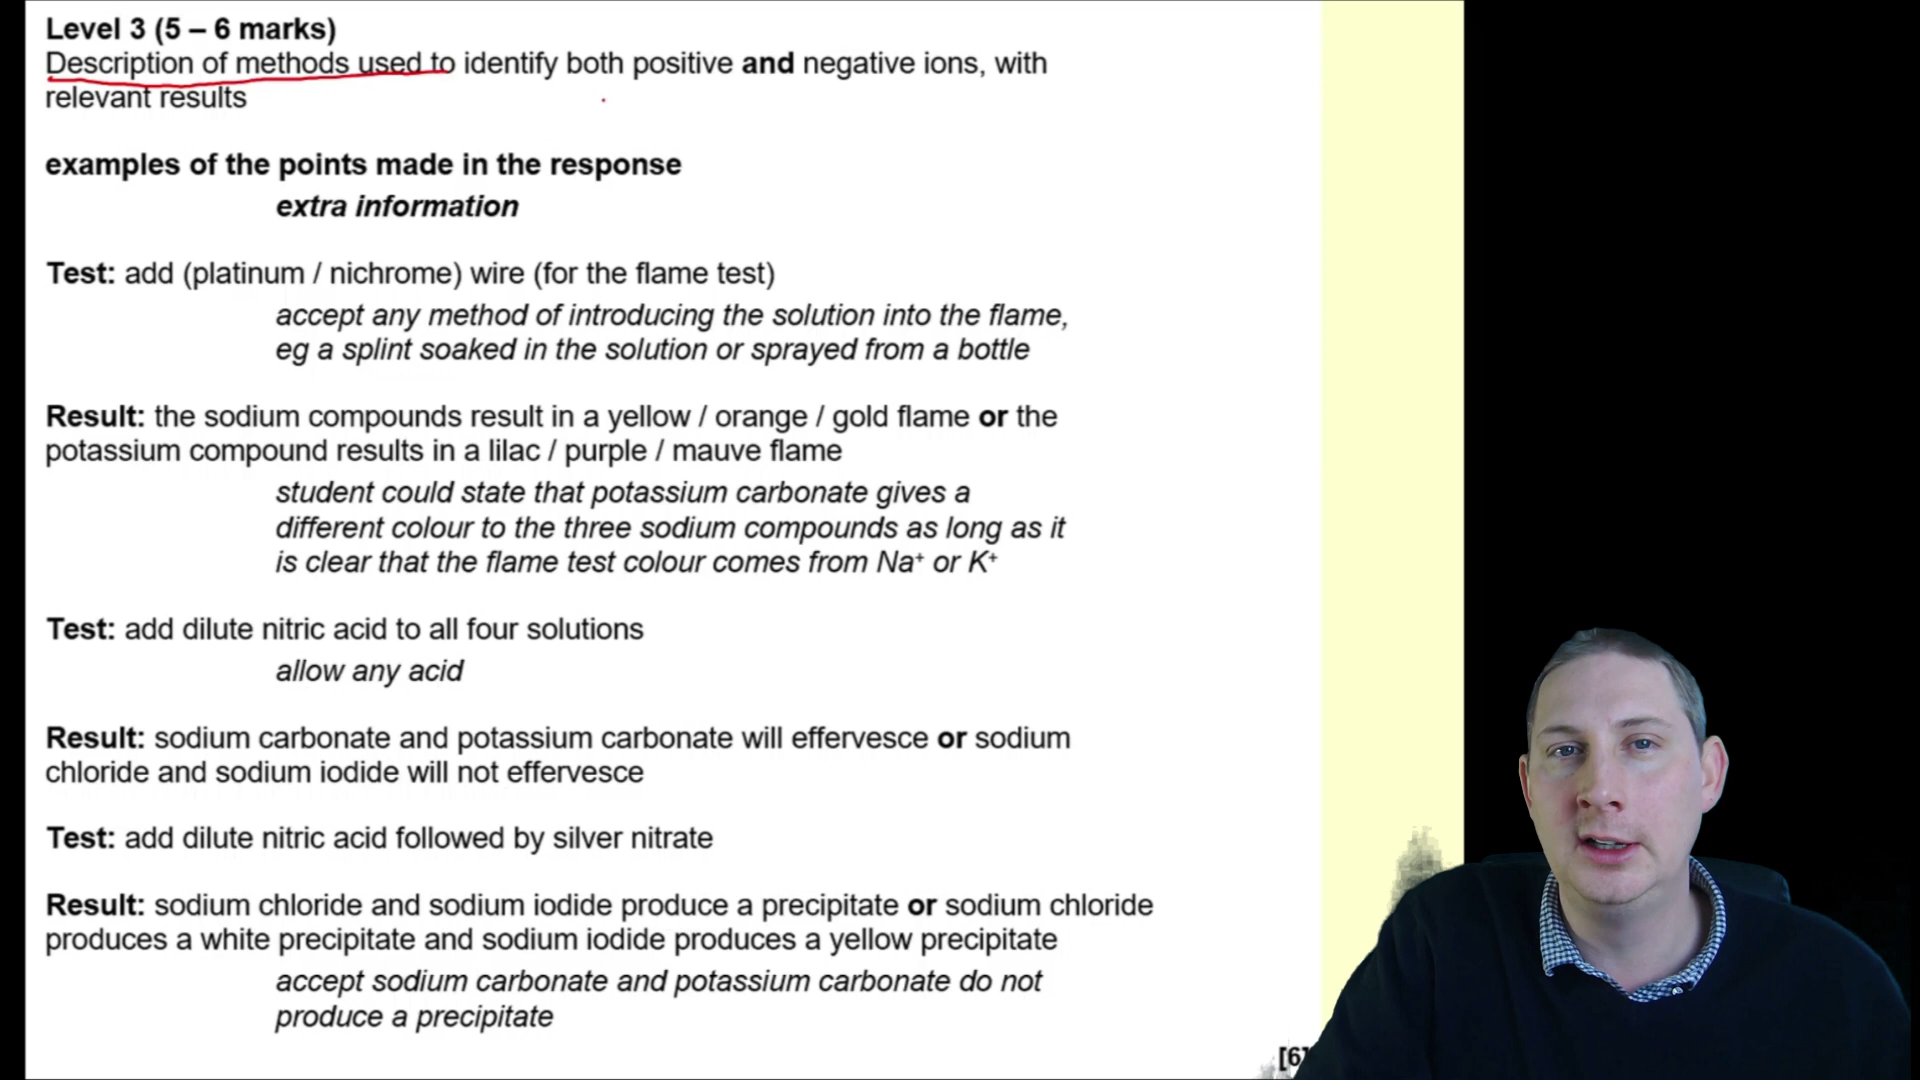 Level 3 (5 – 6 marks)
Description of methods used to identify both positive and negative ions, with
relevant results
examples of the points made in the response
extra information
Test: add (platinum / nichrome) wire (for the flame test)
accept any method of introducing the solution into the flame,
eg a splint soaked in the solution or sprayed from a bottle
Result: the sodium compounds result in a yellow / orange / gold flame or the
potassium compound results in a lilac / purple / mauve flame
student could state that potassium carbonate gives a
different colour to the three sodium compounds as long as it
is clear that the flame test colour comes from Na⁺ or K⁺
Test: add dilute nitric acid to all four solutions
allow any acid
Result: sodium carbonate and potassium carbonate will effervesce or sodium
chloride and sodium iodide will not effervesce
Test: add dilute nitric acid followed by silver nitrate
Result: sodium chloride and sodium iodide produce a precipitate or sodium chloride
produces a white precipitate and sodium iodide produces a yellow precipitate
accept sodium carbonate and potassium carbonate do not
produce a precipitate
[6]